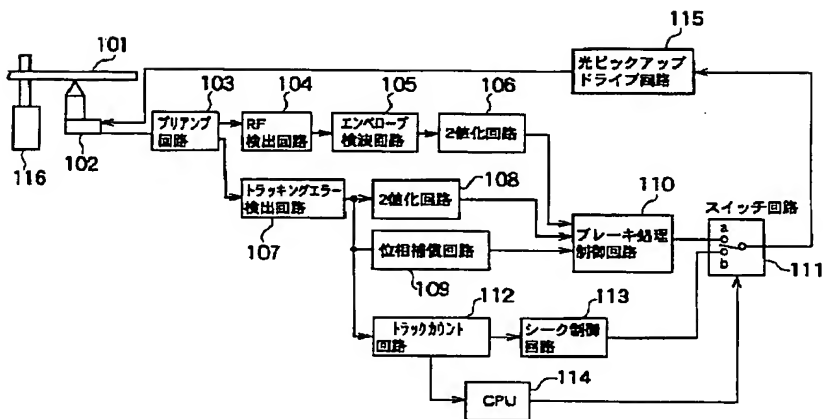 101
102
116
103
プリアンプ
回路
104
RF
検出回路
105
エンベロープ
検波回路
106
2値化回路
115
光ピックアップ
ドライブ回路
トラッキングエラー
検出回路
107
108
2値化回路
位相補償回路
109
110
ブレーキ処理
制御回路
スイッチ回路
a
b
111
112
トラックカウント
回路
113
シーク制御
回路
114
CPU